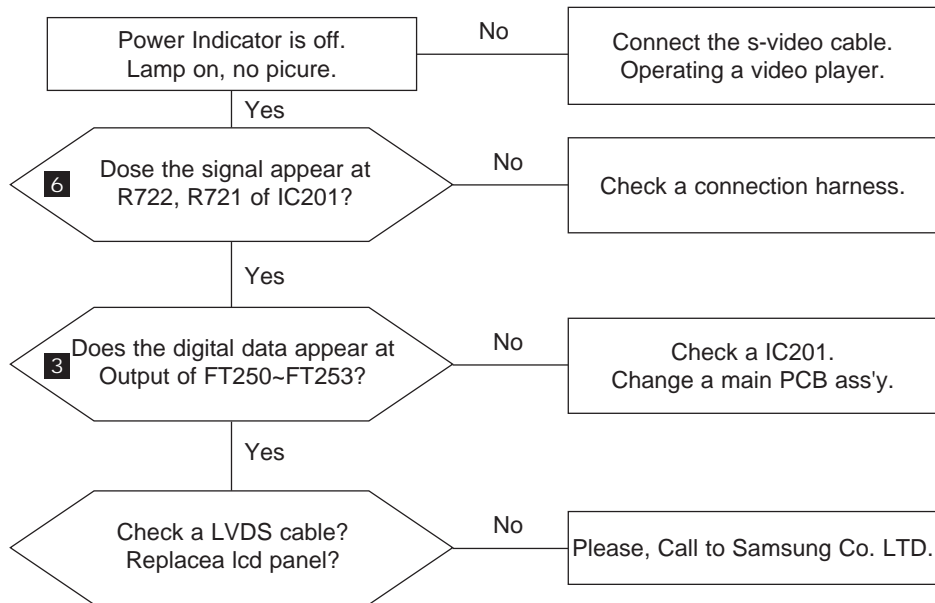 Power Indicator is off.
Lamp on, no picure.
No
Connect the s-video cable.
Operating a video player.
Yes
6
Dose the signal appear at
R722, R721 of IC201?
No
Check a connection harness.
Yes
3
Does the digital data appear at
Output of FT250~FT253?
No
Check a IC201.
Change a main PCB ass'y.
Yes
Check a LVDS cable?
Replacea lcd panel?
No
Please, Call to Samsung Co. LTD.